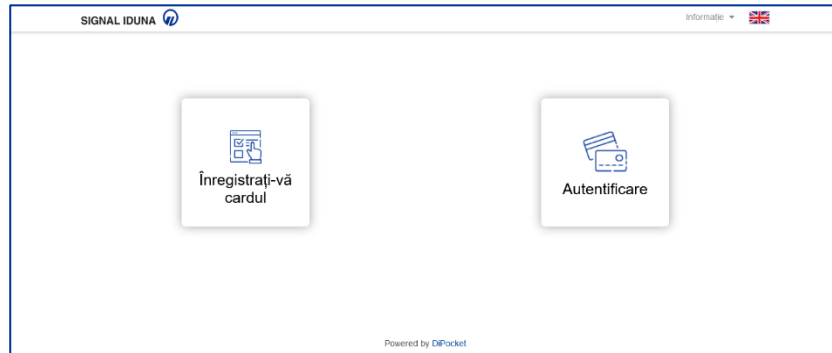 SIGNAL IDUNA
Informație
Înregistrați-vă
cardul
Autentificare
Powered by DiPocket